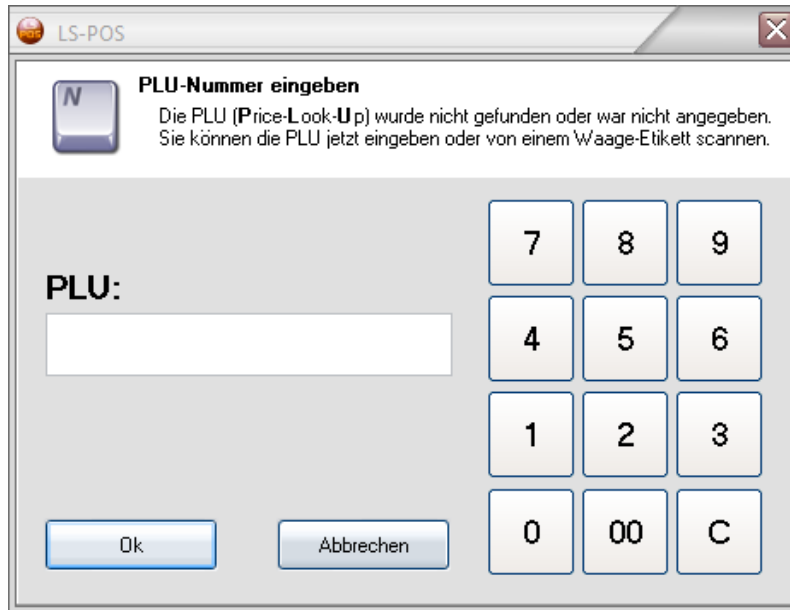 LS-POS
N
PLU-Nummer eingeben
Die PLU (Price-Look-Up) wurde nicht gefunden oder war nicht angegeben.
Sie können die PLU jetzt eingeben oder von einem Waage-Etikett scannen.
PLU:
7 8 9
4 5 6
1 2 3
0 00 C
Ok Abbrechen